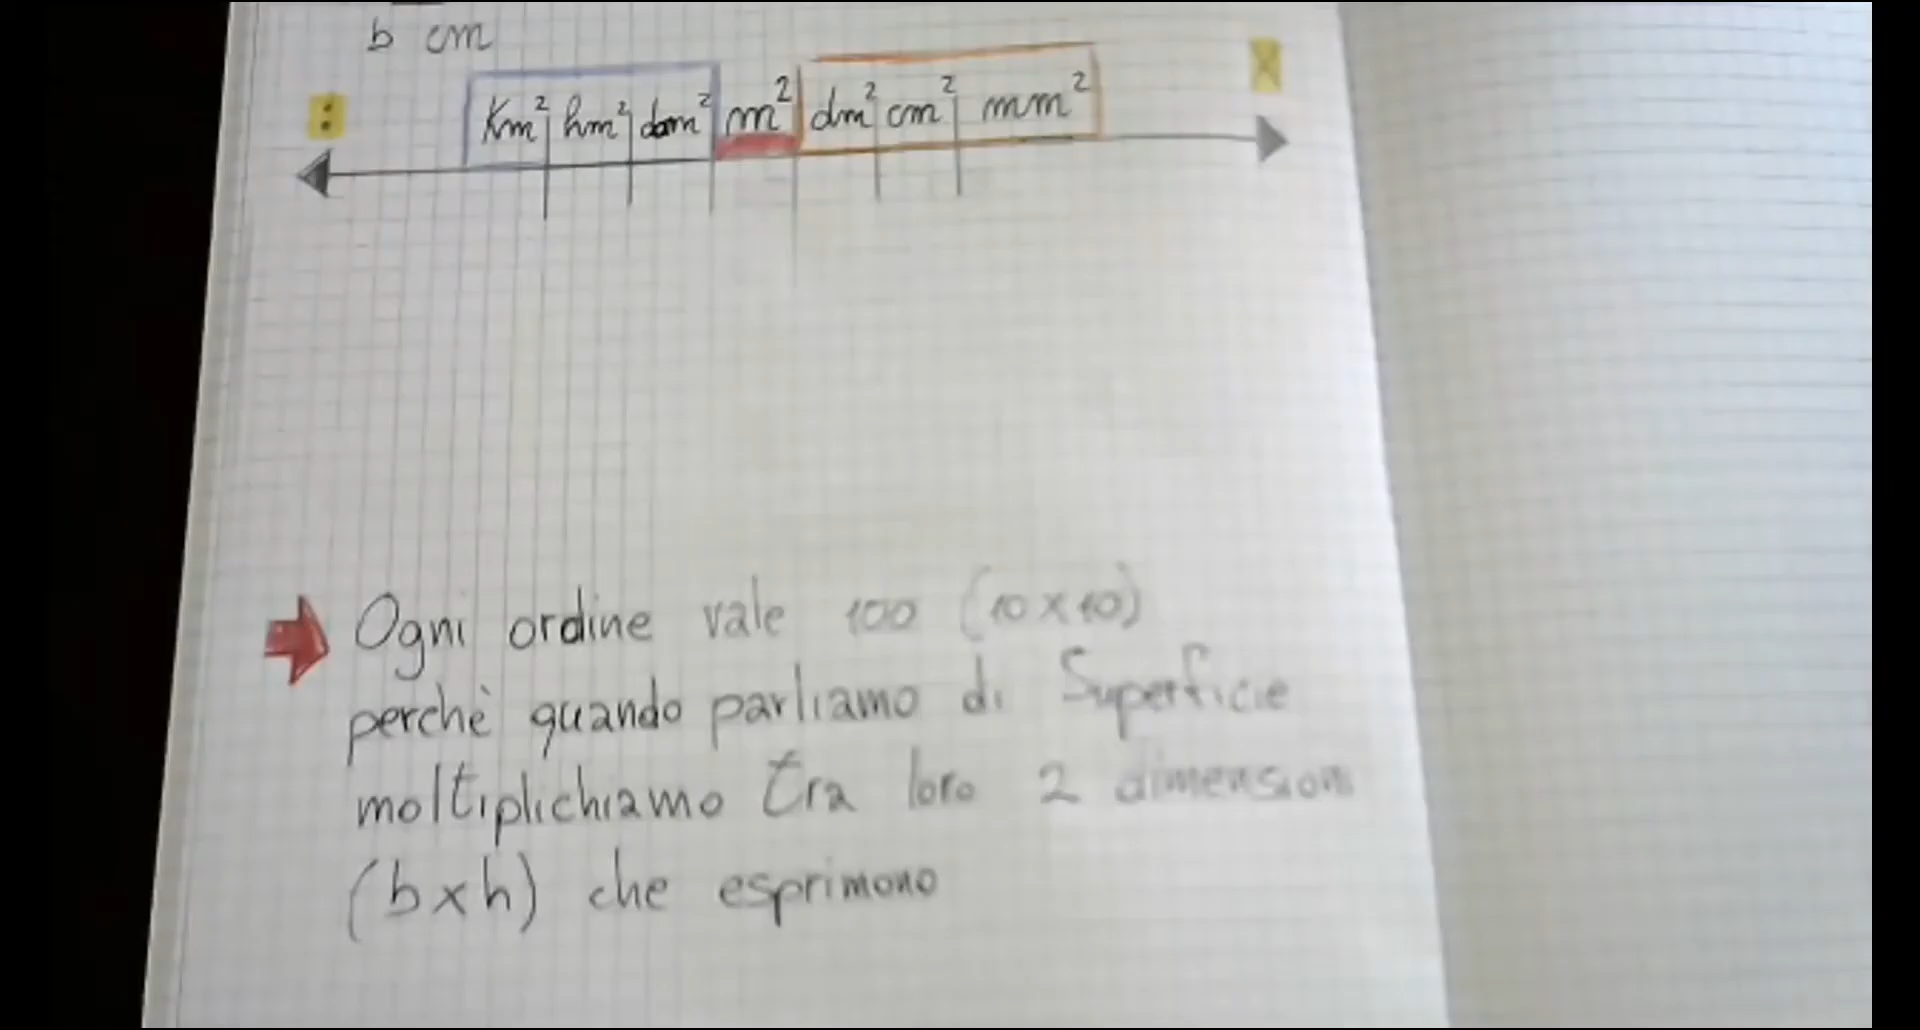 b cm
: Km² hm² dam² m² dm² cm² mm² X
Ogni ordine vale 100 (10x10)
perchè quando parliamo di Superficie
moltiplichiamo tra loro 2 dimensioni
(bxh) che esprimono